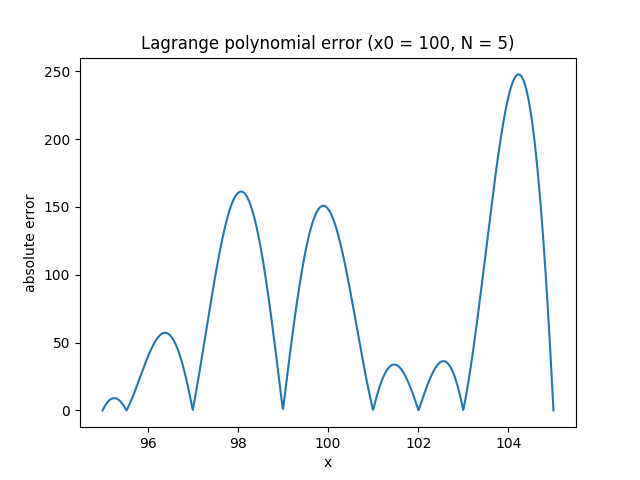 Lagrange polynomial error (x0 = 100, N = 5)
250
200
150
100
50
0
absolute error
96 98 100 102 104
x